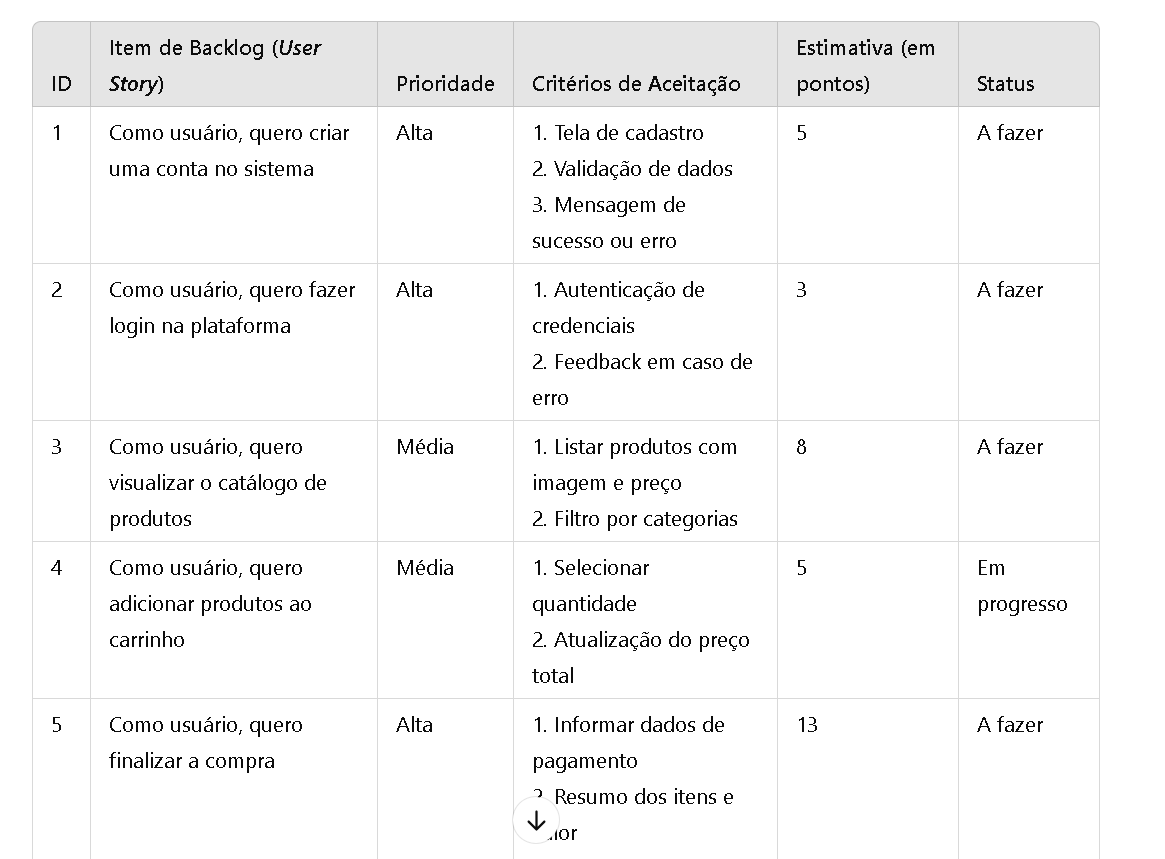 ID
Item de Backlog (User
Story)
Prioridade
Critérios de Aceitação
Estimativa (em
pontos)
Status
1
Como usuário, quero criar
uma conta no sistema
Alta
1. Tela de cadastro
2. Validação de dados
3. Mensagem de
sucesso ou erro
5
A fazer
2
Como usuário, quero fazer
login na plataforma
Alta
1. Autenticação de
credenciais
2. Feedback em caso de
erro
3
A fazer
3
Como usuário, quero
visualizar o catálogo de
produtos
Média
1. Listar produtos com
imagem e preço
2. Filtro por categorias
8
A fazer
4
Como usuário, quero
adicionar produtos ao
carrinho
Média
1. Selecionar
quantidade
2. Atualização do preço
total
5
Em
progresso
5
Como usuário, quero
finalizar a compra
Alta
1. Informar dados de
pagamento
2. Resumo dos itens e
13
A fazer